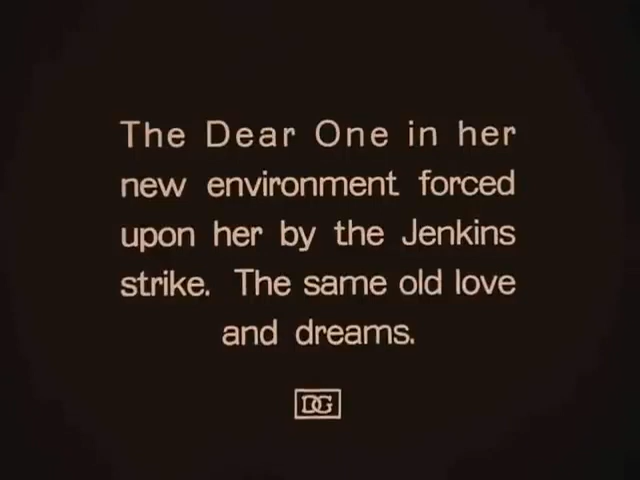 The Dear One in her
new environment forced
upon her by the Jenkins
strike. The same old love
and dreams.
DG